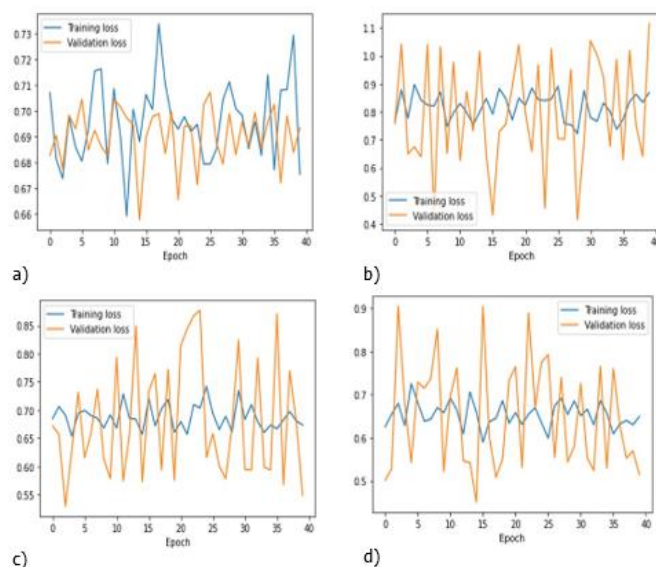 Training loss
Validation loss
0.73
0.72
0.71
0.70
0.69
0.68
0.67
0.66
0 5 10 15 20 25 30 35 40
Epoch
a)
Training loss
Validation loss
1.1
1.0
0.9
0.8
0.7
0.6
0.5
0.4
0 5 10 15 20 25 30 35 40
Epoch
b)
Training loss
Validation loss
0.85
0.80
0.75
0.70
0.65
0.60
0.55
0 5 10 15 20 25 30 35 40
Epoch
c)
Training loss
Validation loss
0.9
0.8
0.7
0.6
0.5
0 5 10 15 20 25 30 35 40
Epoch
d)